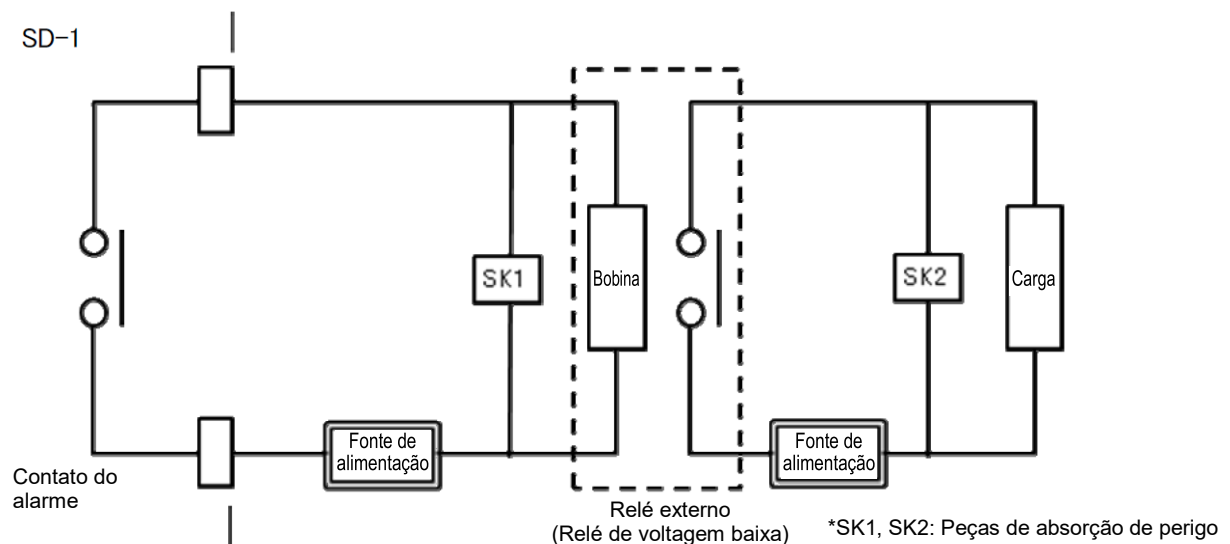 SD-1
SK1
Bobina
SK2
Carga
Fonte de
alimentação
Fonte de
alimentação
Contato do
alarme
Relé externo
(Relé de voltagem baixa)
*SK1, SK2: Peças de absorção de perigo